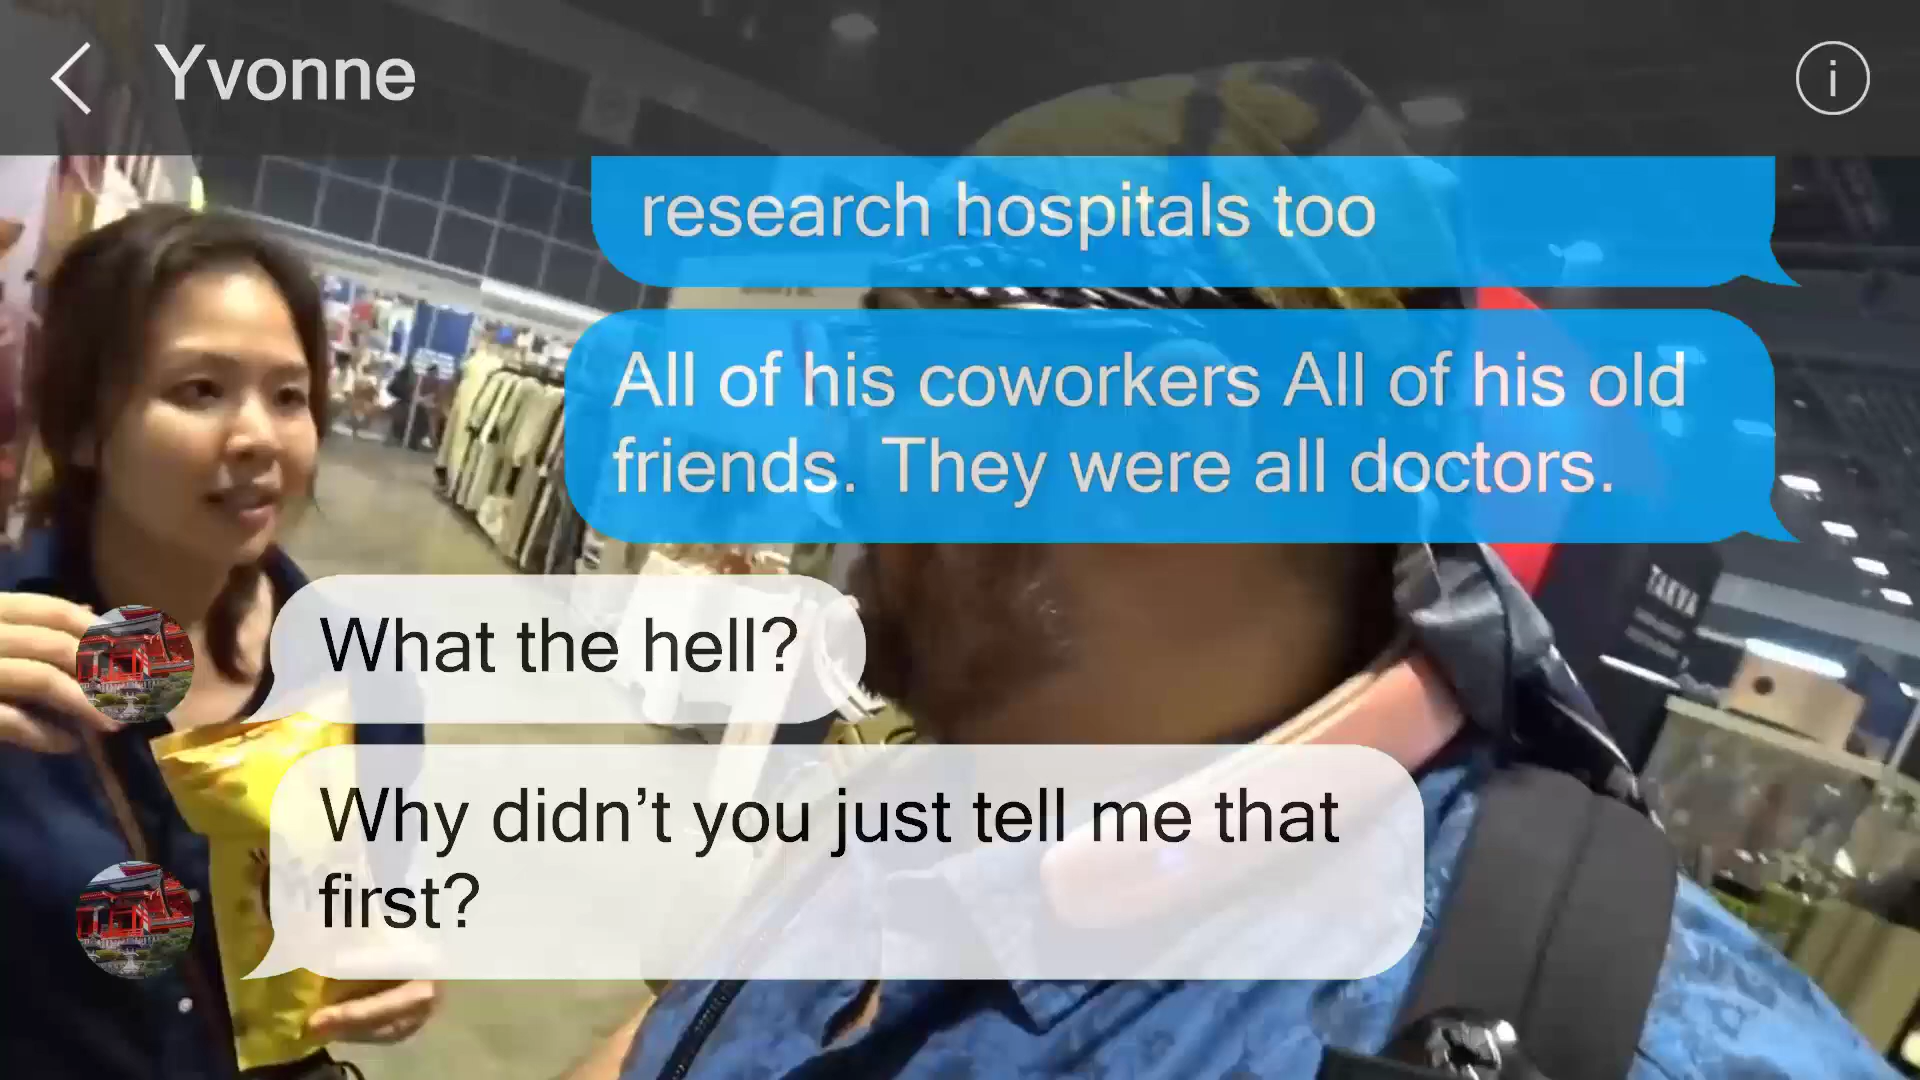 Yvonne
research hospitals too
All of his coworkers All of his old
friends. They were all doctors.
What the hell?
Why didn’t you just tell me that
first?
TAKVA